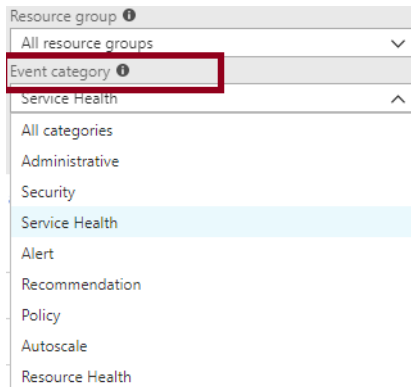 Resource group
All resource groups
Event category
Service Health
All categories
Administrative
Security
Service Health
Alert
Recommendation
Policy
Autoscale
Resource Health